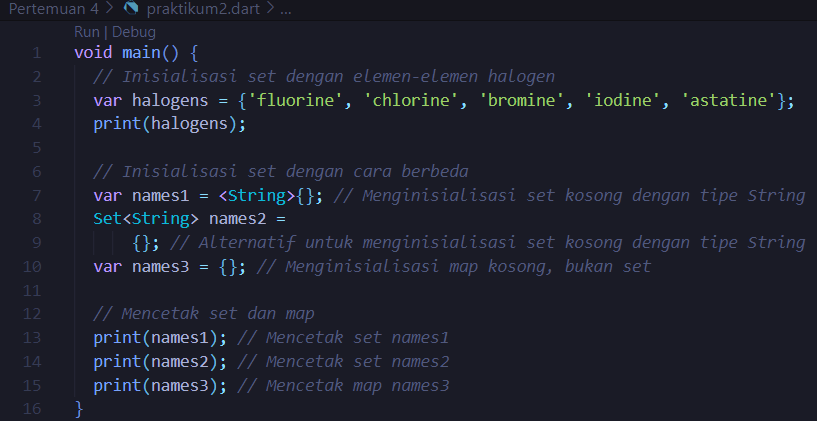 Pertemuan 4 > praktikum2.dart > ...
Run | Debug
1 void main() {
2 // Inisialisasi set dengan elemen-elemen halogen
3 var halogens = {'fluorine', 'chlorine', 'bromine', 'iodine', 'astatine'};
4 print(halogens);
5
6 // Inisialisasi set dengan cara berbeda
7 var names1 = <String>{}; // Menginisialisasi set kosong dengan tipe String
8 Set<String> names2 =
9 {}; // Alternatif untuk menginisialisasi set kosong dengan tipe String
10 var names3 = {}; // Menginisialisasi map kosong, bukan set
11
12 // Mencetak set dan map
13 print(names1); // Mencetak set names1
14 print(names2); // Mencetak set names2
15 print(names3); // Mencetak map names3
16 }